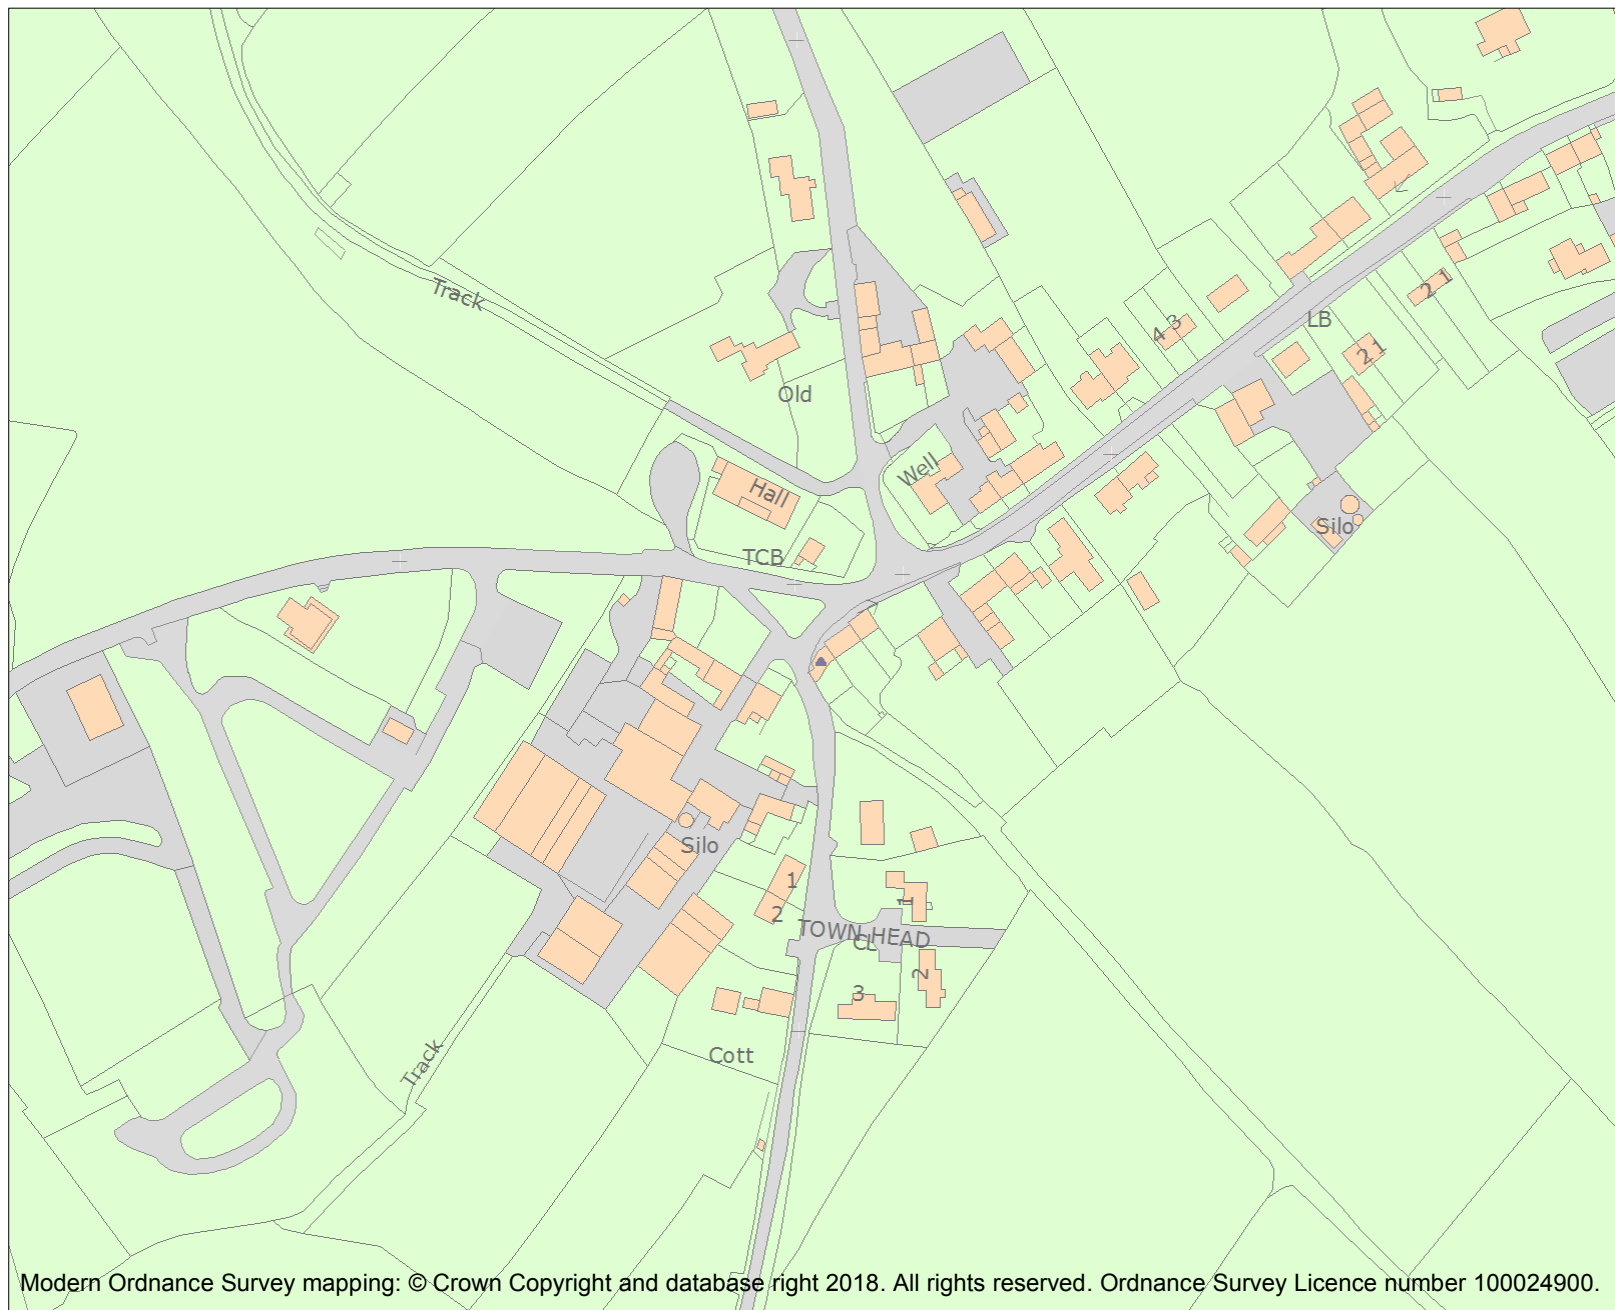 Track
2 1
4 3
LB
2 1
Old
Well
Hall
Silo
TCB
Silo
1
2
1
TOWN HEAD
CL
2
3
Cott
Track
Modern Ordnance Survey mapping: © Crown Copyright and database right 2018. All rights reserved. Ordnance Survey Licence number 100024900.